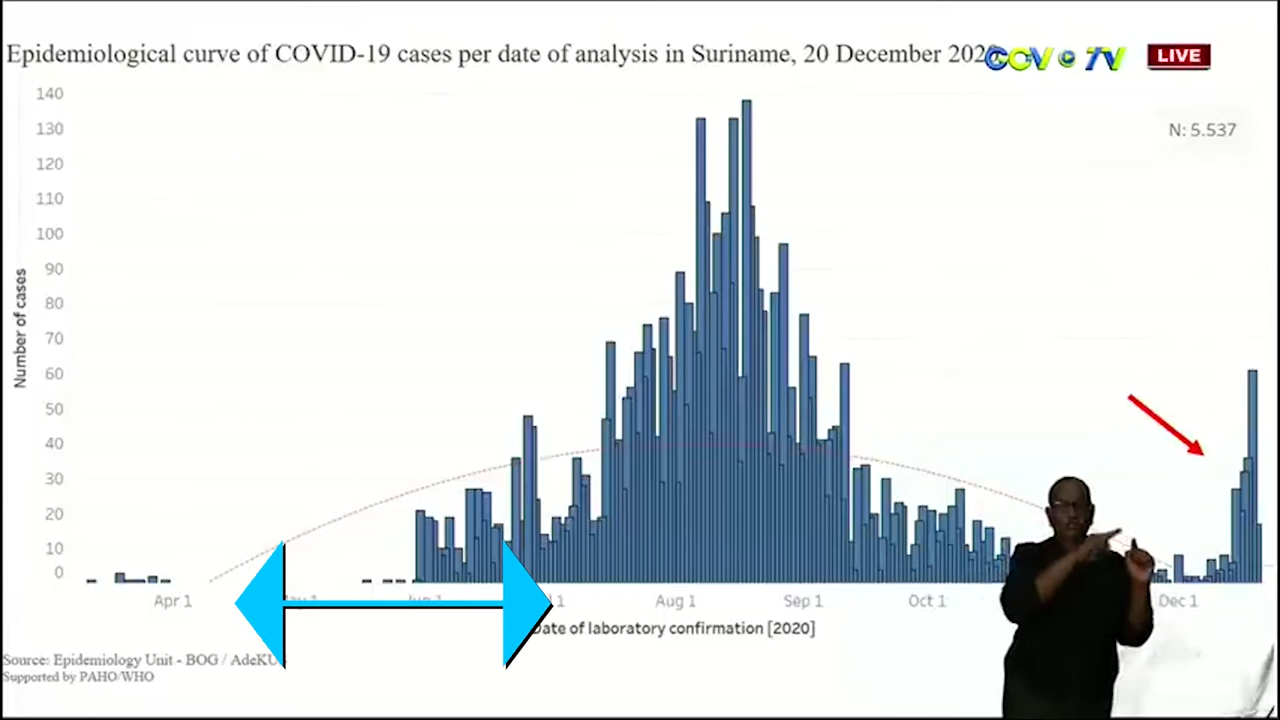 Epidemiological curve of COVID-19 cases per date of analysis in Suriname, 20 December
COV TV
LIVE
140
N: 5.537
130
120
110
100
90
80
70
60
50
40
30
20
10
0
Number of cases
Apr 1
Aug 1
Sep 1
Oct 1
Dec 1
Date of laboratory confirmation [2020]
Source: Epidemiology Unit - BOG /
Supported by PAHO/WHO